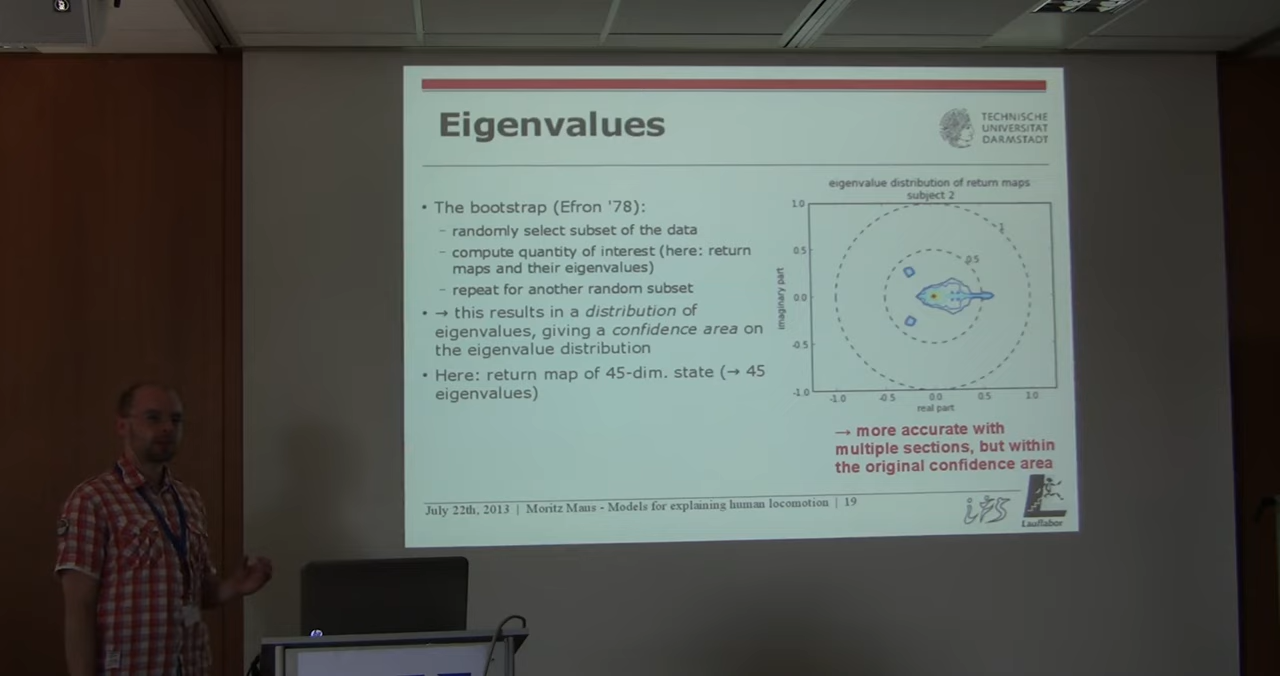 Eigenvalues
TECHNISCHE
UNIVERSITÄT
DARMSTADT
• The bootstrap (Efron '78):
– randomly select subset of the data
– compute quantity of interest (here: return
maps and their eigenvalues)
– repeat for another random subset
• → this results in a distribution of
eigenvalues, giving a confidence area on
the eigenvalue distribution
• Here: return map of 45-dim. state (→ 45
eigenvalues)
eigenvalue distribution of return maps
subject 2
1.0
0.5
0.0
-0.5
-1.0
imaginary part
1
0.5
-1.0 -0.5 0.0 0.5 1.0
real part
→ more accurate with
multiple sections, but within
the original confidence area
July 22th, 2013 | Moritz Maus - Models for explaining human locomotion | 19
ifs
Lauflabor
hp